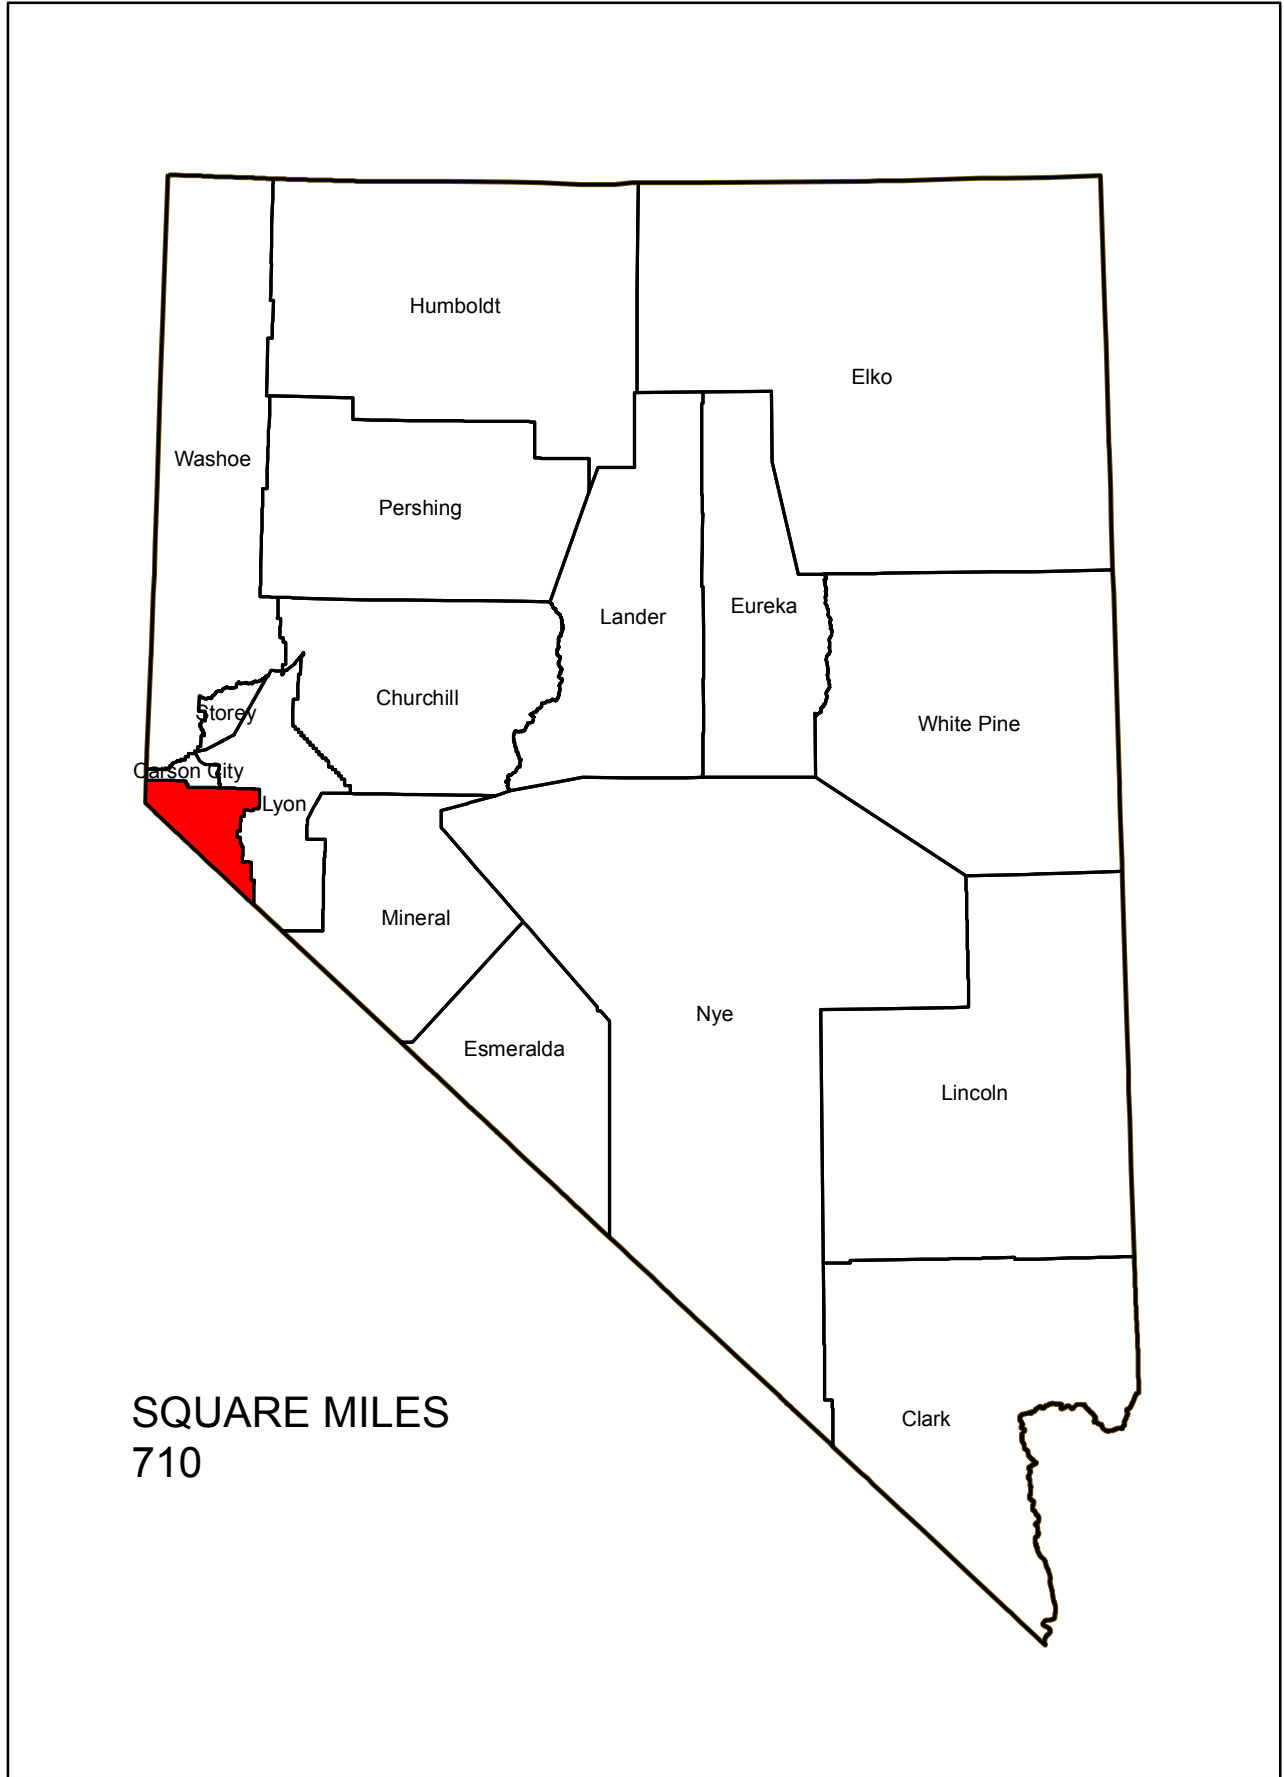 Humboldt
Elko
Washoe
Pershing
Eureka
Lander
Churchill
Storey
White Pine
Carson City
Lyon
Mineral
Nye
Esmeralda
Lincoln
SQUARE MILES
710
Clark